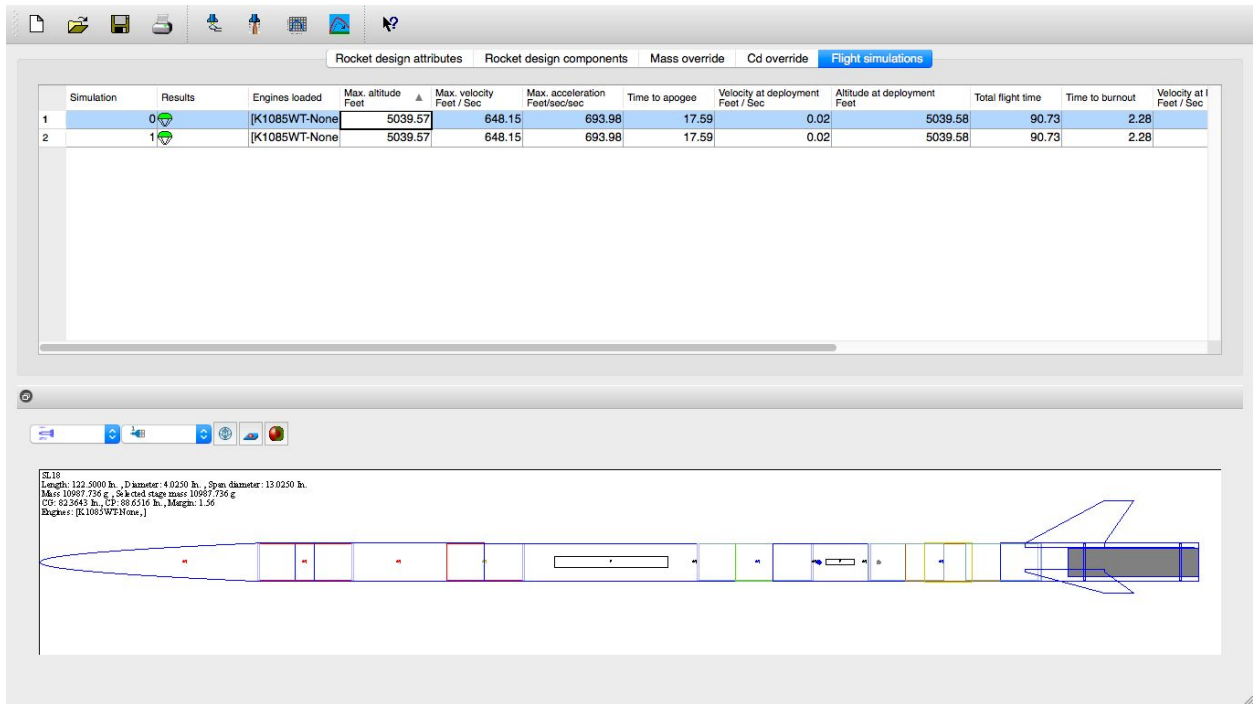 Rocket design attributes Rocket design components Mass override Cd override Flight simulations
Simulation Results Engines loaded Max. altitude Feet Max. velocity Feet / Sec Max. acceleration Feet/sec/sec Time to apogee Velocity at deployment Feet / Sec Altitude at deployment Feet Total flight time Time to burnout Velocity at l Feet / Sec
1 0 [K1085WT-None 5039.57 648.15 693.98 17.59 0.02 5039.58 90.73 2.28
2 1 [K1085WT-None 5039.57 648.15 693.98 17.59 0.02 5039.58 90.73 2.28
SL18
Length: 122.5000 In. , Diameter: 4.0250 In. , Span diameter: 13.0250 In.
Mass 10987.736 g , Selected stage mass 10987.736 g
CG: 82.3643 In., CP: 88.6516 In., Margin: 1.56
Engines: [K1085WT-None, ]